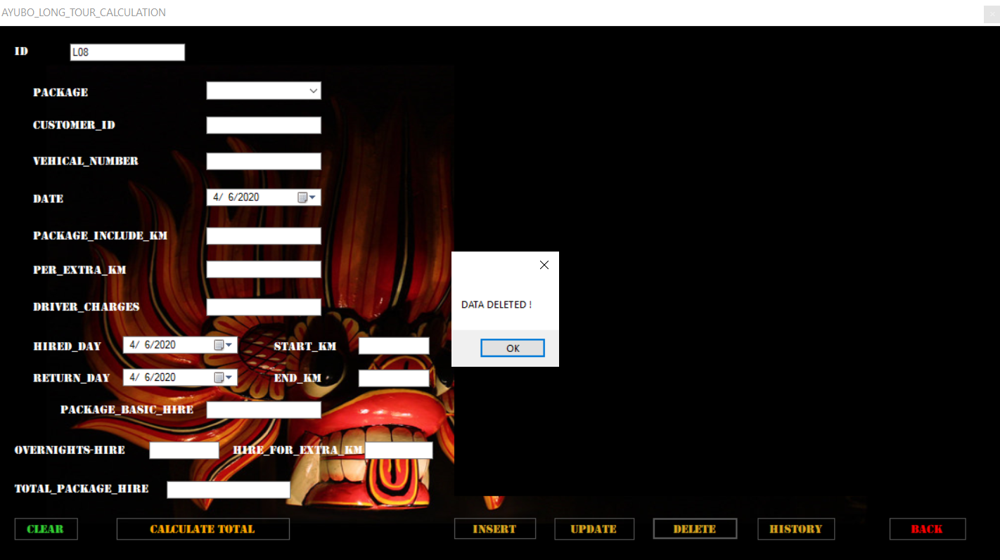 AYUBO_LONG_TOUR_CALCULATION
ID L08
PACKAGE
CUSTOMER_ID
VEHICAL_NUMBER
DATE 4/ 6/2020
PACKAGE_INCLUDE_KM
PER_EXTRA_KM
DRIVER_CHARGES
DATA DELETED !
OK
HIRED_DAY 4/ 6/2020 START_KM
RETURN_DAY 4/ 6/2020 END_KM
PACKAGE_BASIC_HIRE
OVERNIGHTS-HIRE HIRE_FOR_EXTRA_KM
TOTAL_PACKAGE_HIRE
CLEAR CALCULATE TOTAL INSERT UPDATE DELETE HISTORY BACK